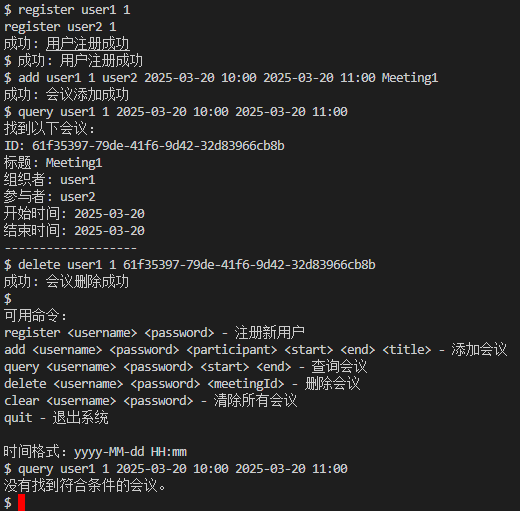 $ register user1 1
register user2 1
成功: 用户注册成功
$ 成功: 用户注册成功
$ add user1 1 user2 2025-03-20 10:00 2025-03-20 11:00 Meeting1
成功: 会议添加成功
$ query user1 1 2025-03-20 10:00 2025-03-20 11:00
找到以下会议:
ID: 61f35397-79de-41f6-9d42-32d83966cb8b
标题: Meeting1
组织者: user1
参与者: user2
开始时间: 2025-03-20
结束时间: 2025-03-20
-------------------
$ delete user1 1 61f35397-79de-41f6-9d42-32d83966cb8b
成功: 会议删除成功
$
可用命令:
register <username> <password> - 注册新用户
add <username> <password> <participant> <start> <end> <title> - 添加会议
query <username> <password> <start> <end> - 查询会议
delete <username> <password> <meetingId> - 删除会议
clear <username> <password> - 清除所有会议
quit - 退出系统
时间格式: yyyy-MM-dd HH:mm
$ query user1 1 2025-03-20 10:00 2025-03-20 11:00
没有找到符合条件的会议。
$